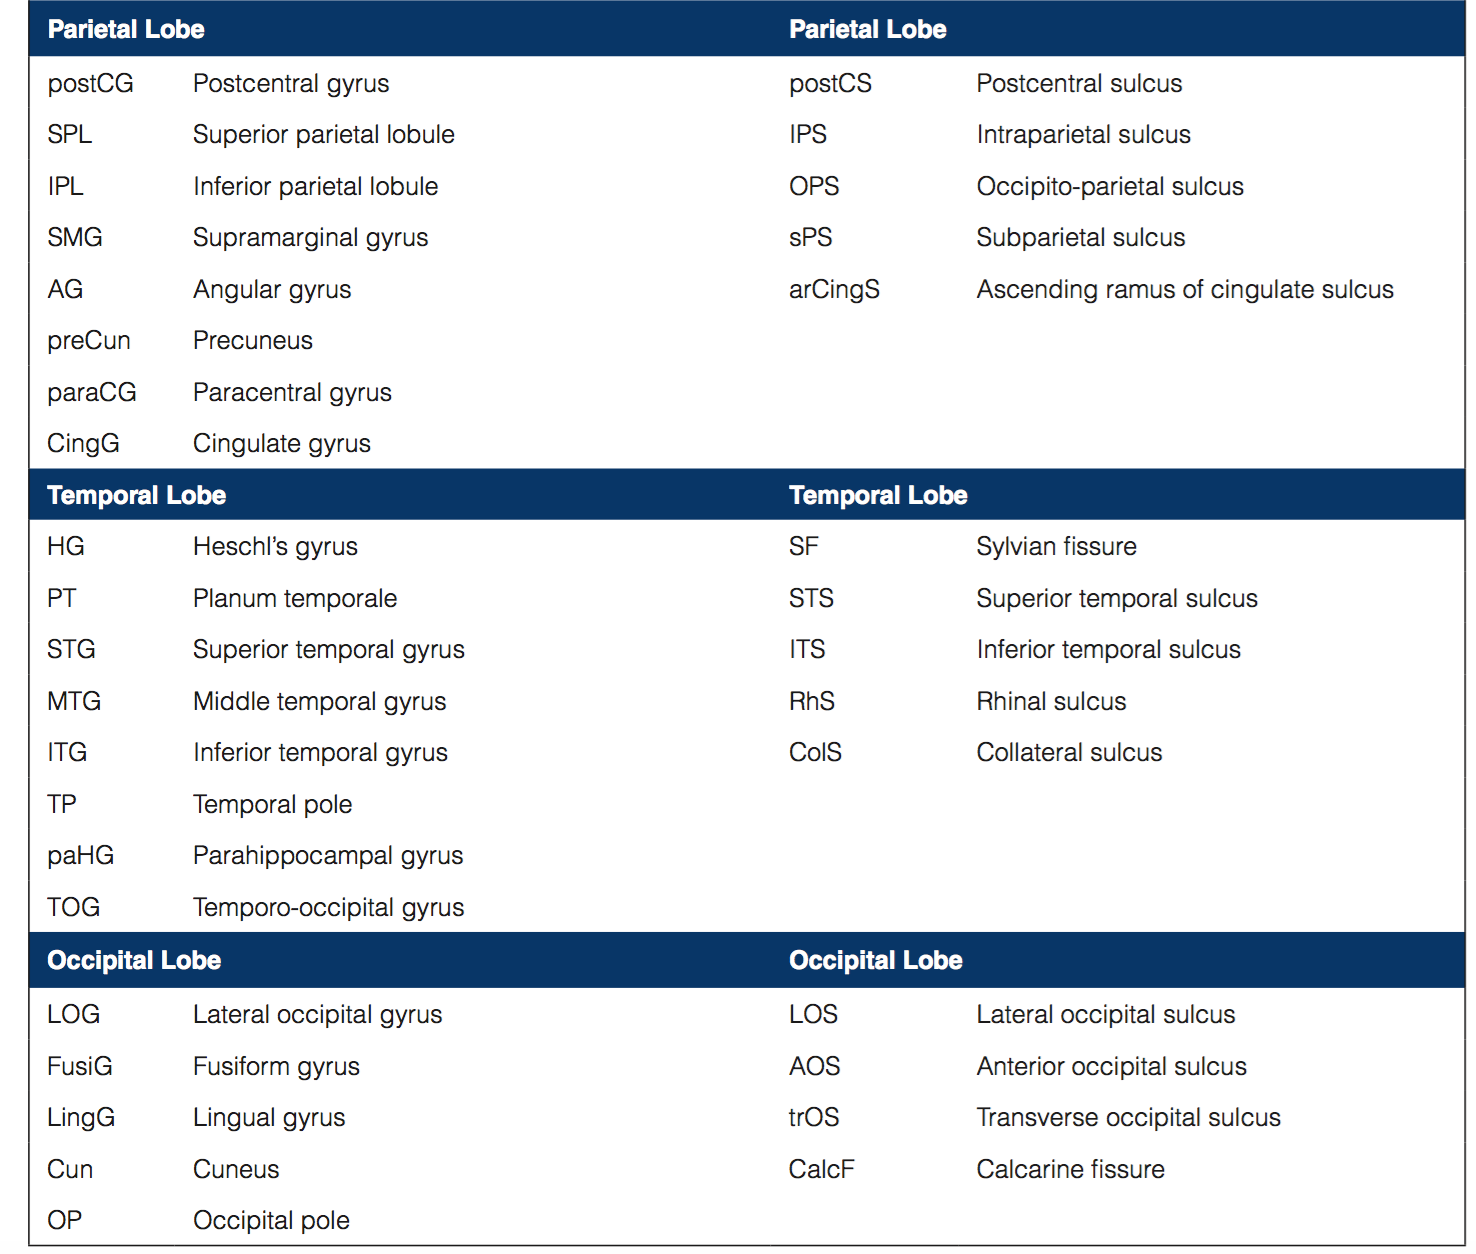 Parietal Lobe Parietal Lobe
postCG Postcentral gyrus postCS Postcentral sulcus
SPL Superior parietal lobule IPS Intraparietal sulcus
IPL Inferior parietal lobule OPS Occipito-parietal sulcus
SMG Supramarginal gyrus sPS Subparietal sulcus
AG Angular gyrus arCingS Ascending ramus of cingulate sulcus
preCun Precuneus
paraCG Paracentral gyrus
CingG Cingulate gyrus
Temporal Lobe Temporal Lobe
HG Heschl’s gyrus SF Sylvian fissure
PT Planum temporale STS Superior temporal sulcus
STG Superior temporal gyrus ITS Inferior temporal sulcus
MTG Middle temporal gyrus RhS Rhinal sulcus
ITG Inferior temporal gyrus ColS Collateral sulcus
TP Temporal pole
paHG Parahippocampal gyrus
TOG Temporo-occipital gyrus
Occipital Lobe Occipital Lobe
LOG Lateral occipital gyrus LOS Lateral occipital sulcus
FusiG Fusiform gyrus AOS Anterior occipital sulcus
LingG Lingual gyrus trOS Transverse occipital sulcus
Cun Cuneus CalcF Calcarine fissure
OP Occipital pole